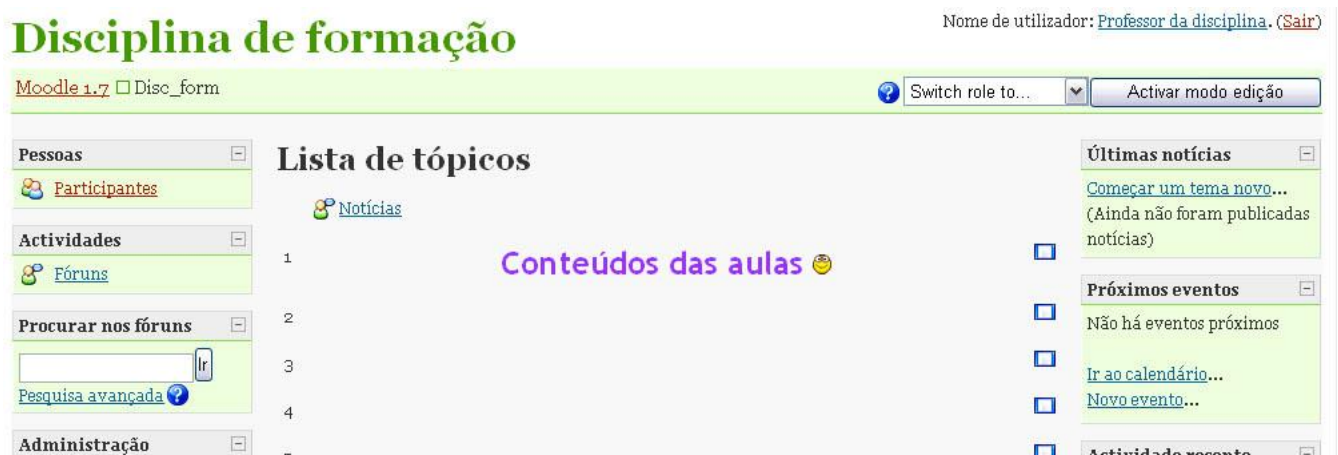 Disciplina de formação
Nome de utilizador: Professor da disciplina. (Sair)
Moodle 1.7 Disc_form
Switch role to...
Activar modo edição
Pessoas
Participantes
Actividades
Fóruns
Procurar nos fóruns
Ir
Pesquisa avançada
Administração
Lista de tópicos
Notícias
1
Conteúdos das aulas
2
3
4
Últimas notícias
Começar um tema novo...
(Ainda não foram publicadas
notícias)
Próximos eventos
Não há eventos próximos
Ir ao calendário...
Novo evento...
Actividade recente